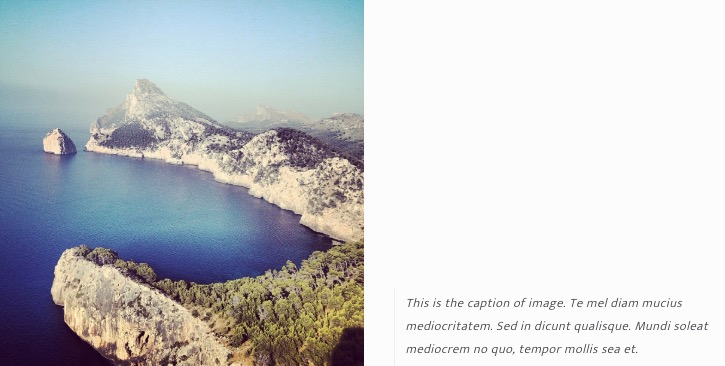 This is the caption of image. Te mel diam mucius
mediocritatem. Sed in dicunt qualisque. Mundi soleat
mediocrem no quo, tempor mollis sea et.